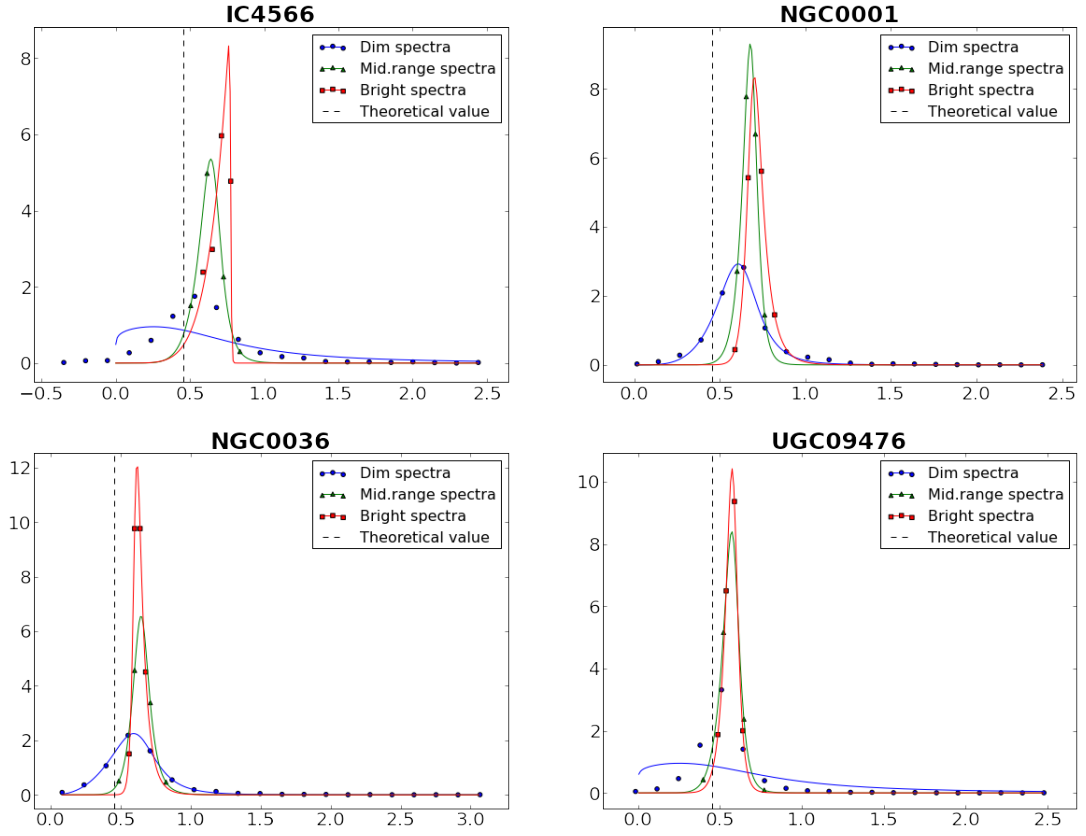 IC4566
8
6
4
2
0
Dim spectra
Mid.range spectra
Bright spectra
Theoretical value
−0.5 0.0 0.5 1.0 1.5 2.0 2.5
NGC0001
8
6
4
2
0
Dim spectra
Mid.range spectra
Bright spectra
Theoretical value
0.0 0.5 1.0 1.5 2.0 2.5
NGC0036
12
10
8
6
4
2
0
Dim spectra
Mid.range spectra
Bright spectra
Theoretical value
0.0 0.5 1.0 1.5 2.0 2.5 3.0
UGC09476
10
8
6
4
2
0
Dim spectra
Mid.range spectra
Bright spectra
Theoretical value
0.0 0.5 1.0 1.5 2.0 2.5